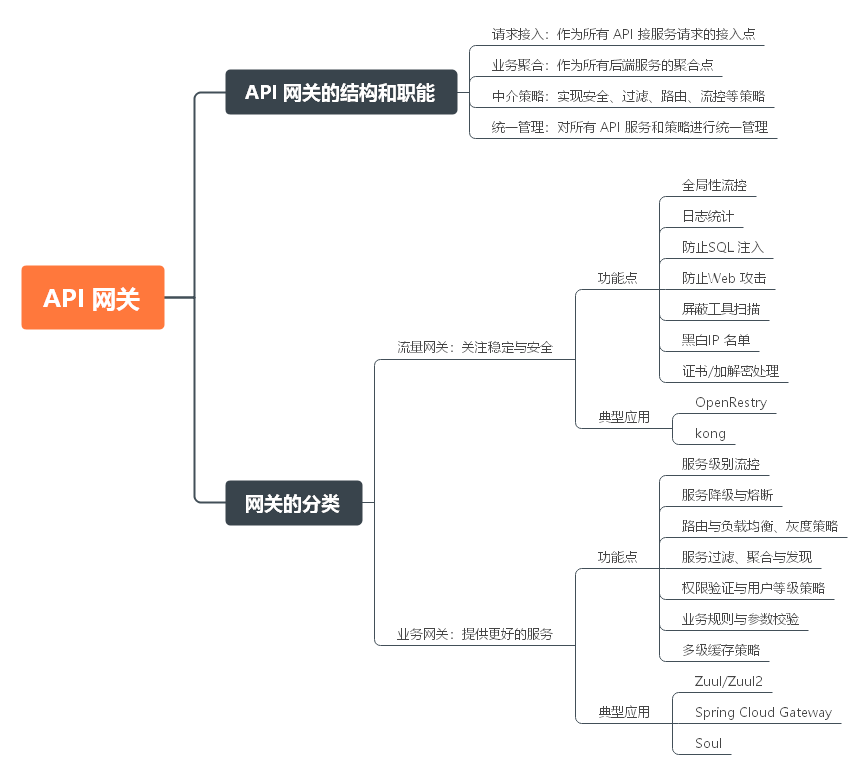 API 网关
API 网关的结构和职能
请求接入：作为所有 API 接服务请求的接入点
业务聚合：作为所有后端服务的聚合点
中介策略：实现安全、过滤、路由、流控等策略
统一管理：对所有 API 服务和策略进行统一管理
网关的分类
流量网关：关注稳定与安全
功能点
全局性流控
日志统计
防止SQL 注入
防止Web 攻击
屏蔽工具扫描
黑白IP 名单
证书/加解密处理
典型应用
OpenRestry
kong
业务网关：提供更好的服务
功能点
服务级别流控
服务降级与熔断
路由与负载均衡、灰度策略
服务过滤、聚合与发现
权限验证与用户等级策略
业务规则与参数校验
多级缓存策略
典型应用
Zuul/Zuul2
Spring Cloud Gateway
Soul